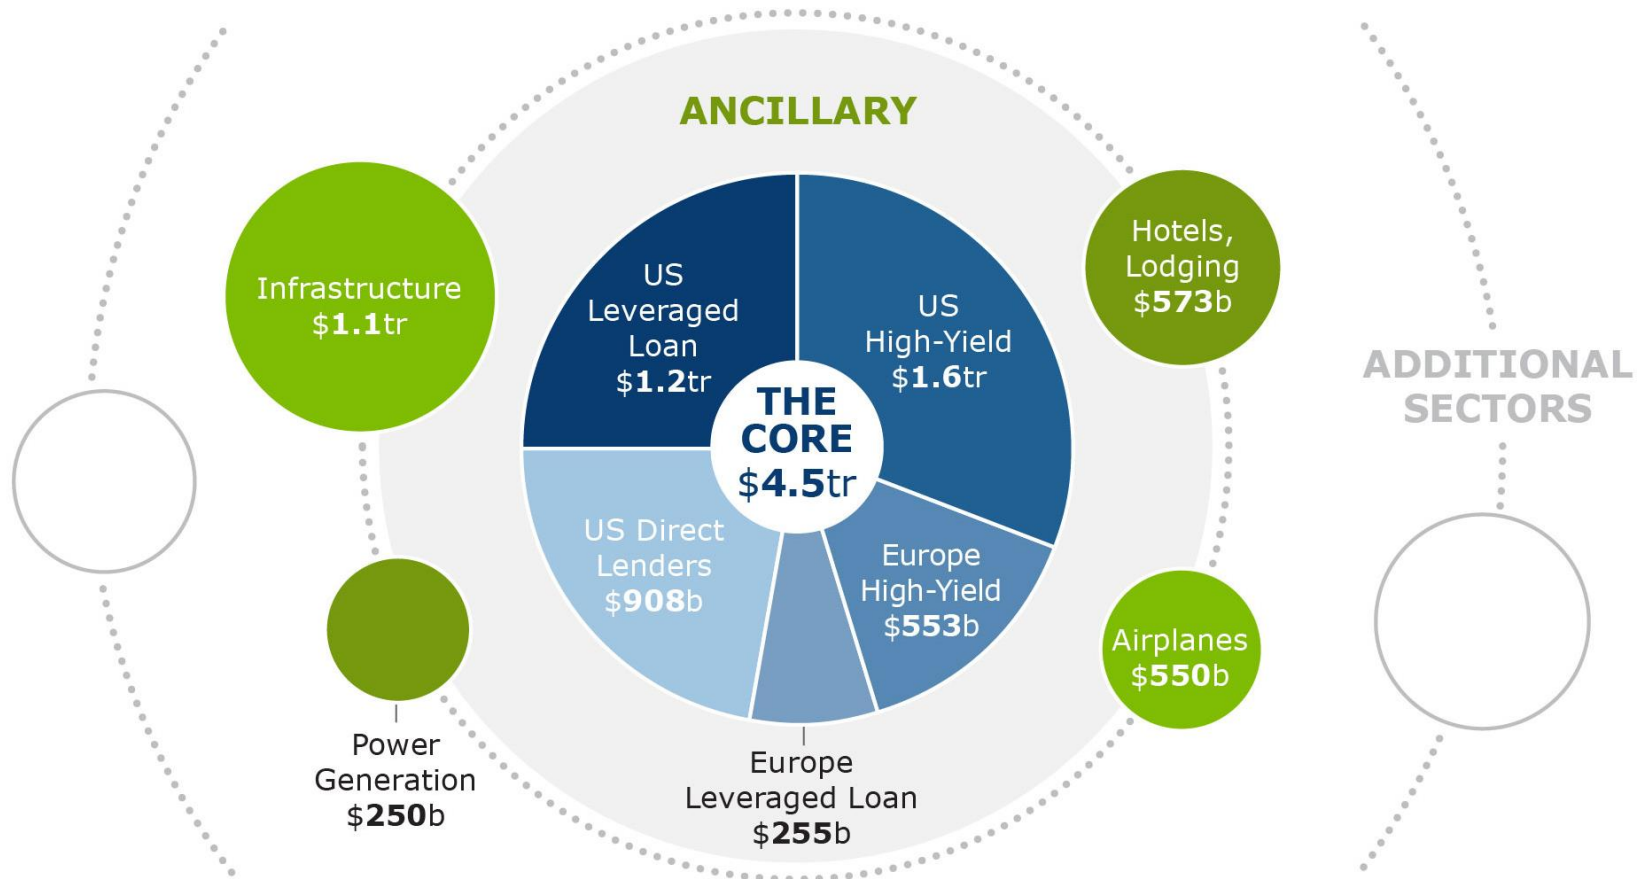 ANCILLARY
Infrastructure
$1.1tr
Hotels,
Lodging
$573b
US
Leveraged
Loan
$1.2tr
US
High-Yield
$1.6tr
THE
CORE
$4.5tr
ADDITIONAL
SECTORS
US Direct
Lenders
$908b
Europe
High-Yield
$553b
Airplanes
$550b
Power
Generation
$250b
Europe
Leveraged Loan
$255b